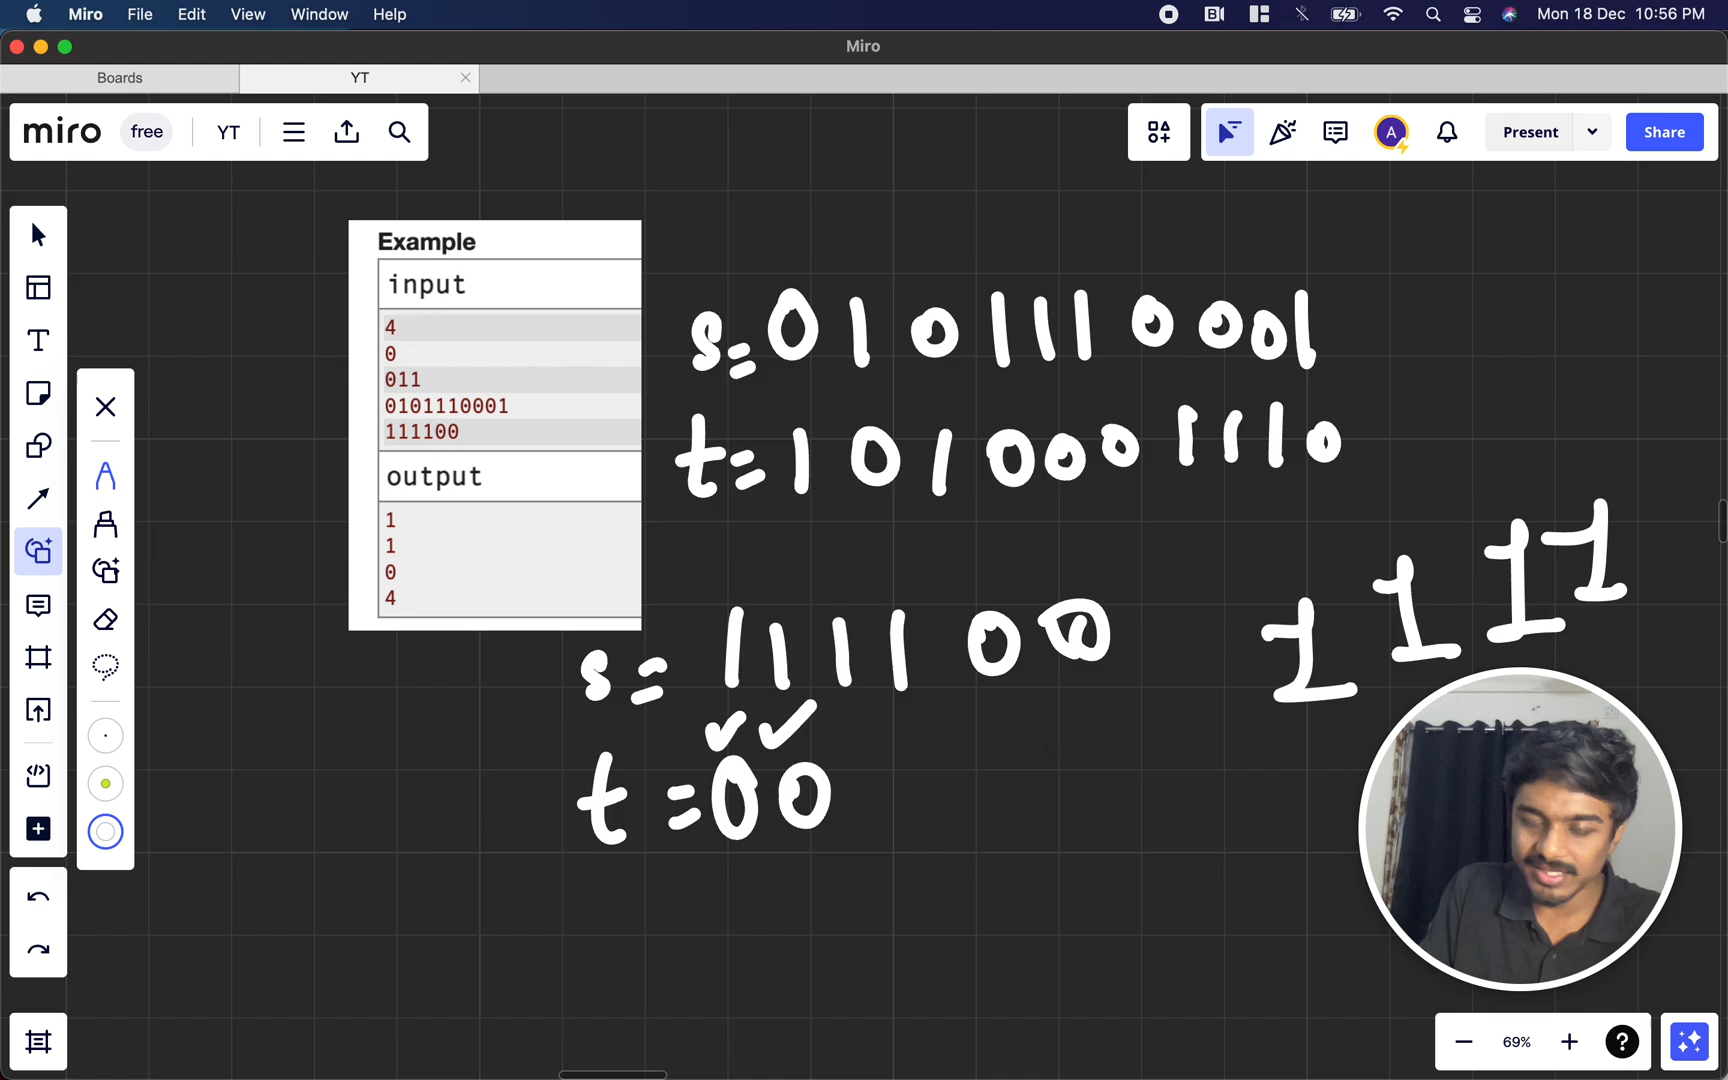 Miro File Edit View Window Help Mon 18 Dec 10:56 PM
Miro
Boards YT
miro free YT A Present Share
Example
input
4
0
011
0101110001
111100
output
1
1
0
4
s=0101110001
t=1010001110
s=111100 1111
t=00
69%